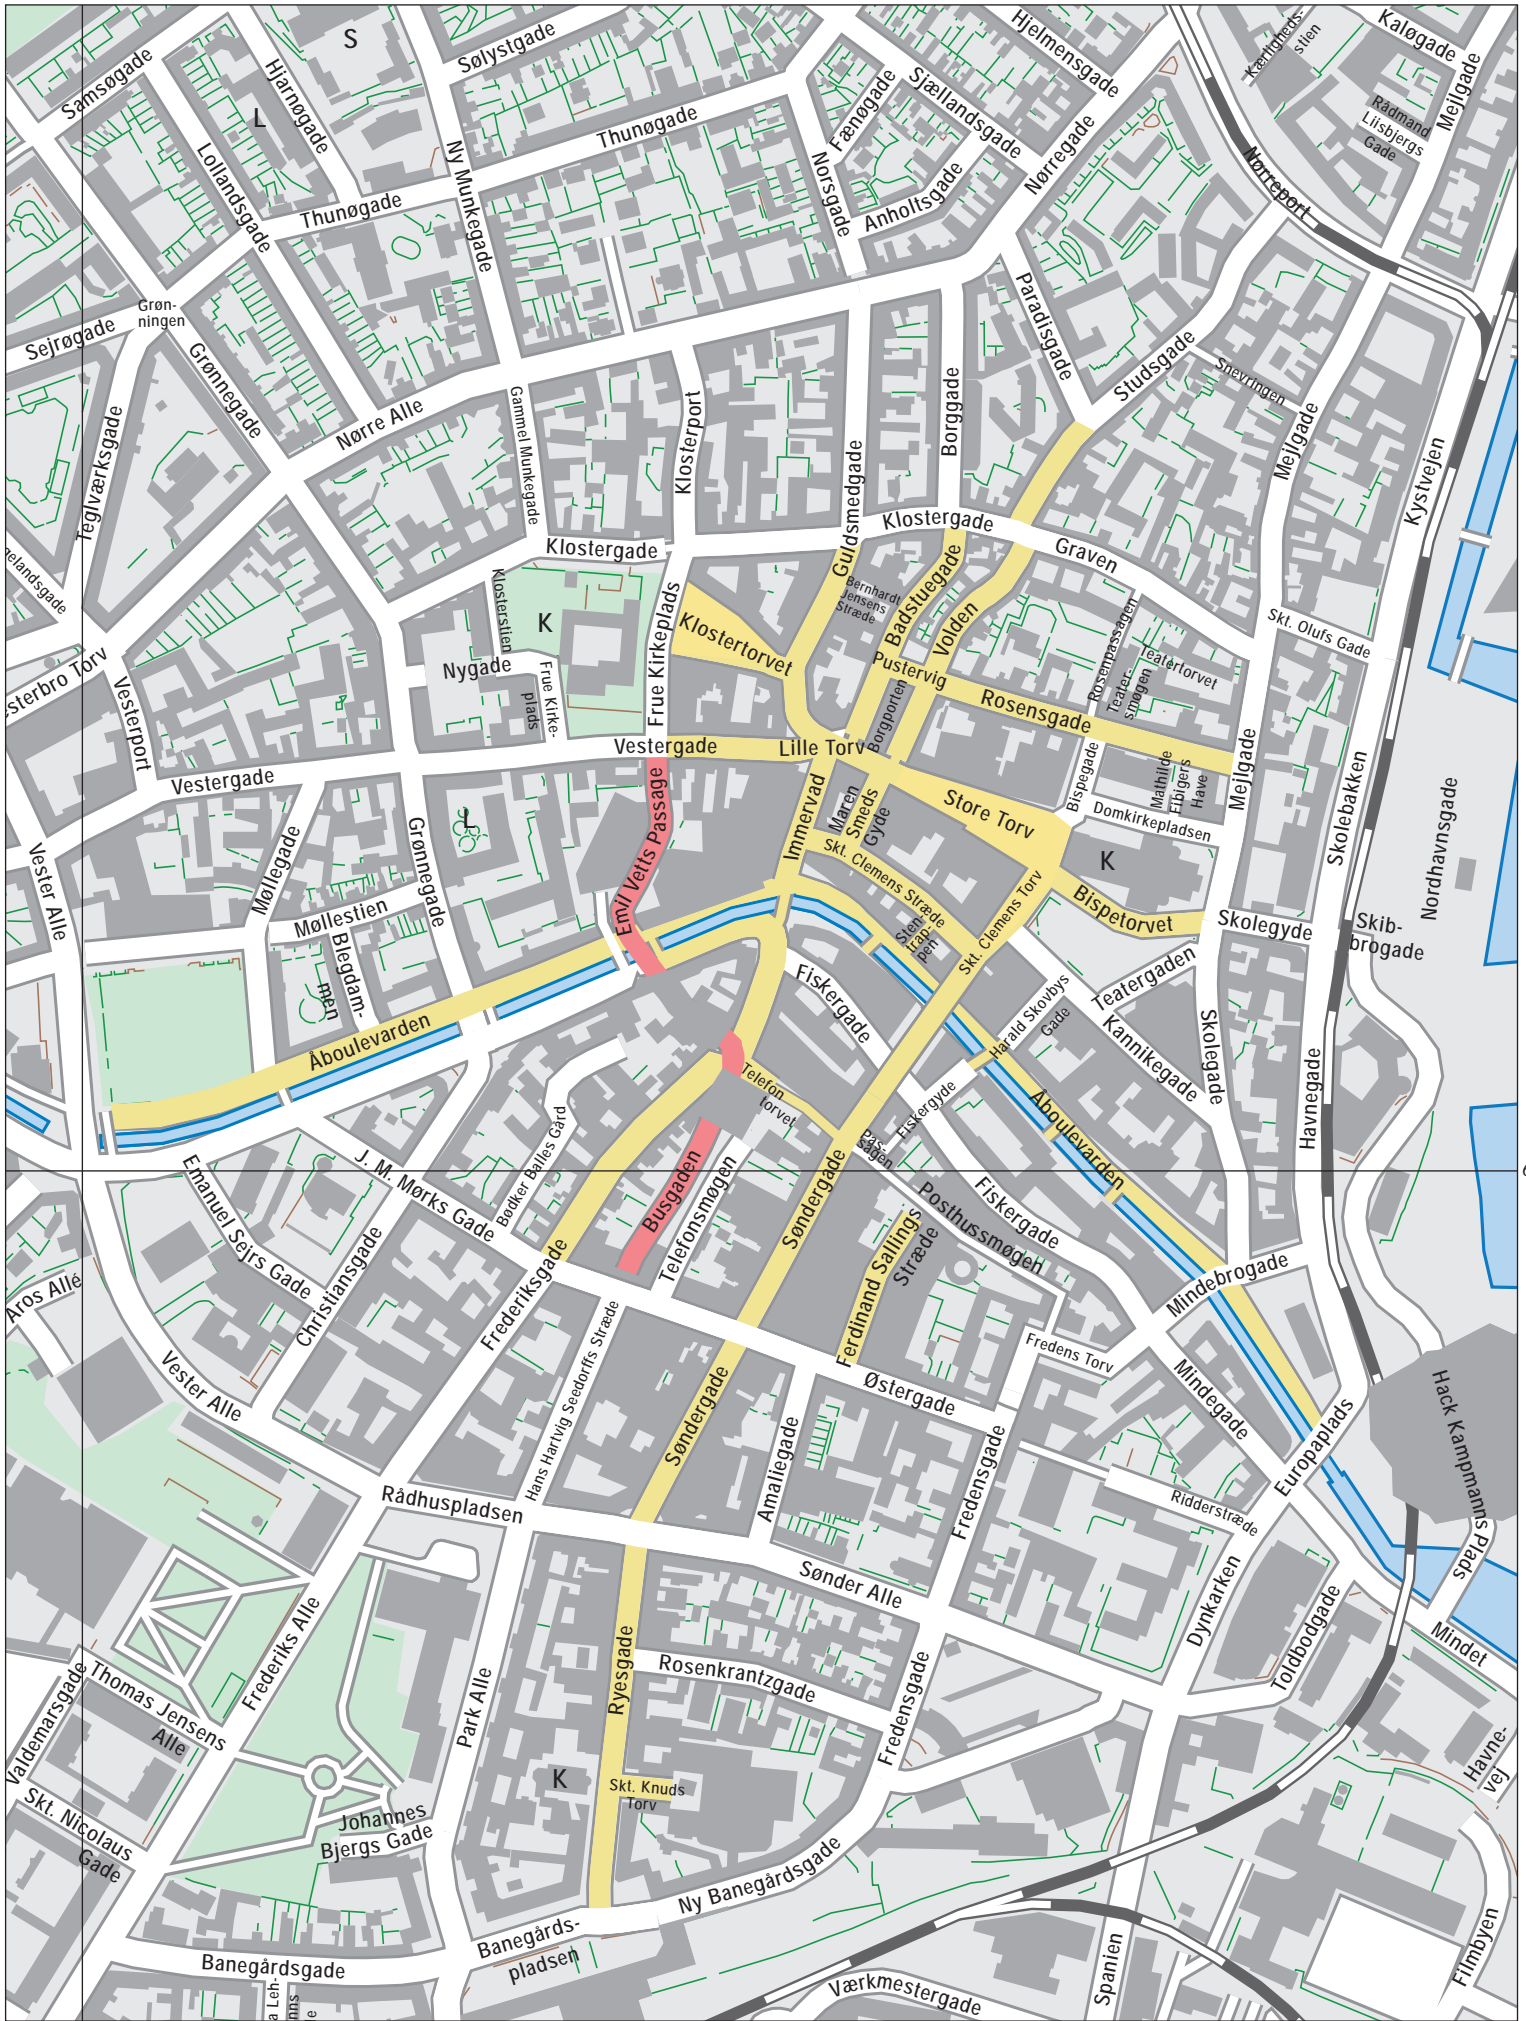 S
Sølystgade
Hjelmensgade
Kærligheds-
stien
Kaløgade
Mejlgade
Samsøgade
Hjarnøgade
L
Rådmand
Liisbjergs
Gade
Sjællandsgade
Fænøgade
Thunøgade
Nørregade
Lollandsgade
Ny Munkegade
Norsgade
Anholtsgade
Nørreport
Thunøgade
Paradisgade
Grøn-
ningen
Sejrøgade
Grønnegade
Studsgade
Snevringen
Nørre Alle
Gammel Munkegade
Klosterport
Guldsmedgade
Borggade
Mejlgade
Kystvejen
Teglværksgade
gelandsgade
Klostergade
Klostergade
Graven
Klosterstien
K
Bernhardt
Jensens
Stræde
Badstuegade
Volden
Rosenpassagen
Skt. Olufs Gade
Teatertorvet
Teater-
smøgen
Frue Kirkeplads
Klostertorvet
Pustervig
Rosensgade
Nygade
Frue Kirke-
plads
Borgporten
esterbro Torv
Vesterport
Vestergade
Vestergade
Lille Torv
Bispegade
Mathilde
Fibigers
Have
Mejlgade
Store Torv
Domkirkepladsen
Skolebakken
Nordhavnsgade
Emil Vetts Passage
Immervad
Maren
Smeds
Gyde
L
Møllegade
Grønnegade
Skt. Clemens Stræde
K
Vester Alle
Møllestien
Sten-
trap-
pen
Skt. Clemens Torv
Bispetorvet
Skolegyde
Skib-
brogade
Blegdam-
men
Fiskergade
Teatergaden
Harald Skovbys
Gade
Kannikegade
Skolegade
Åboulevarden
Telefon
torvet
Fiskergyde
Åboulevarden
Havnegade
Pas-
sagen
6
Emanuel Sejrs Gade
J. M. Mørks Gade
Bødker Balles Gård
Busgaden
Telefonsmøgen
Søndergade
Posthussmøgen
Fiskergade
Ferdinand Sallings
Stræde
Mindebrogade
Aros Allé
Christiansgade
Frederiksgade
Hans Hartvig Seedorffs Stræde
Fredens Torv
Vester Alle
Søndergade
Østergade
Mindegade
Hack Kampmanns Plads
Amaliegade
Fredensgade
Europaplads
Rådhuspladsen
Ridderstræde
Sønder Alle
Dynkarken
Toldbodgade
Mindet
Frederiks Alle
Park Alle
Ryesgade
Rosenkrantzgade
Fredensgade
Valdemarsgade
Thomas Jensens
Alle
Havne-
vej
K
Skt. Knuds
Torv
Skt. Nicolaus
Gade
Johannes
Bjergs Gade
Ny Banegårdsgade
Banegårds-
pladsen
Banegårdsgade
Filmbyen
Spanien
Værkmestergade
a Leh-
nns
e